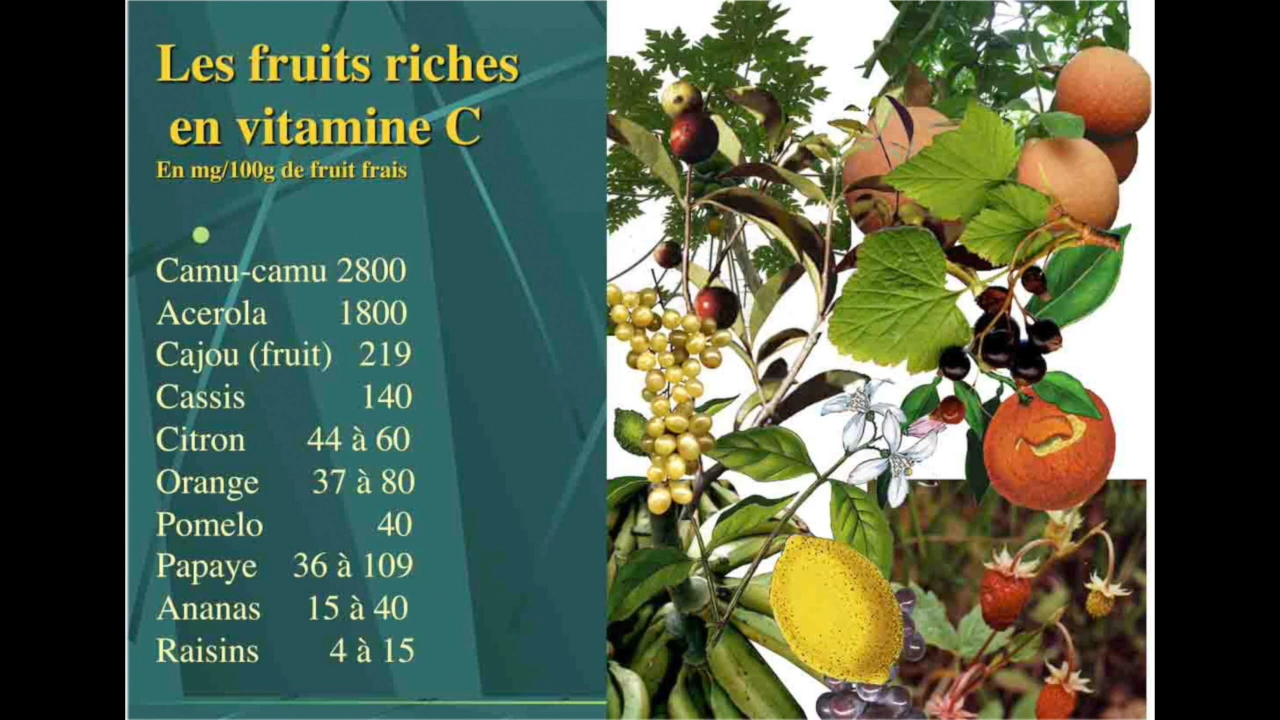 Les fruits riches
en vitamine C
En mg/100g de fruit frais
Camu-camu 2800
Acerola 1800
Cajou (fruit) 219
Cassis 140
Citron 44 à 60
Orange 37 à 80
Pomelo 40
Papaye 36 à 109
Ananas 15 à 40
Raisins 4 à 15